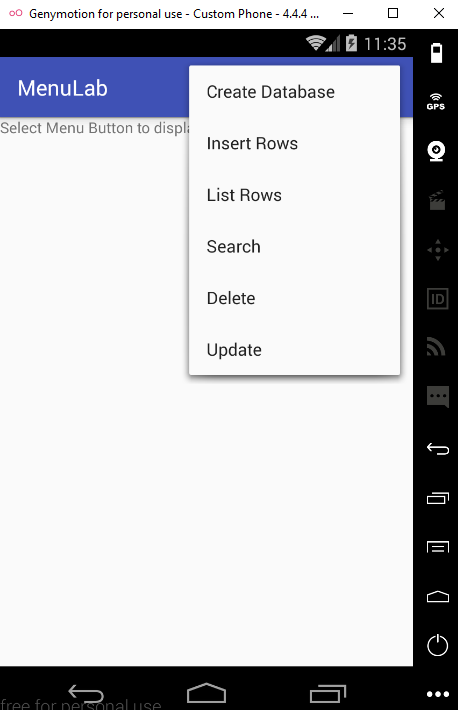 Genymotion for personal use - Custom Phone - 4.4.4 ...
11:35
MenuLab
Select Menu Button to displa
Create Database
Insert Rows
List Rows
Search
Delete
Update
GPS
ID
free for personal use